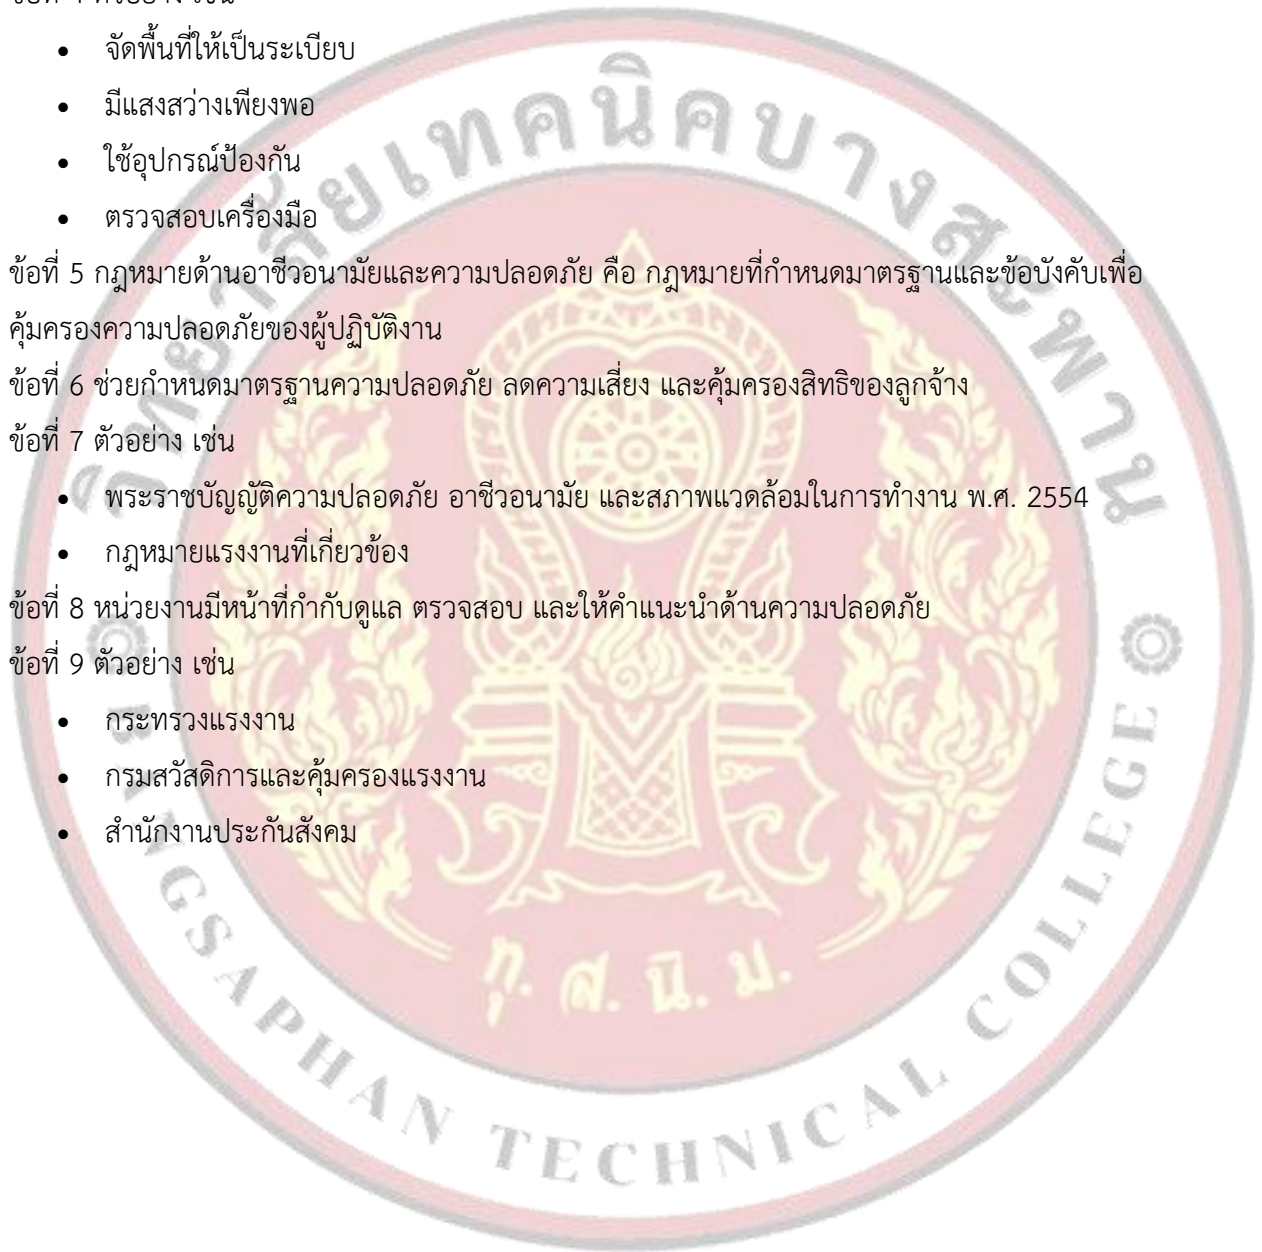 • จัดพื้นที่ให้เป็นระเบียบ
• มีแสงสว่างเพียงพอ
• ใช้อุปกรณ์ป้องกัน
• ตรวจสอบเครื่องมือ
ข้อที่ 5 กฎหมายด้านอาชีวอนามัยและความปลอดภัย คือ กฎหมายที่กำหนดมาตรฐานและข้อบังคับเพื่อ
คุ้มครองความปลอดภัยของผู้ปฏิบัติงาน
ข้อที่ 6 ช่วยกำหนดมาตรฐานความปลอดภัย ลดความเสี่ยง และคุ้มครองสิทธิของลูกจ้าง
ข้อที่ 7 ตัวอย่าง เช่น
• พระราชบัญญัติความปลอดภัย อาชีวอนามัย และสภาพแวดล้อมในการทำงาน พ.ศ. 2554
• กฎหมายแรงงานที่เกี่ยวข้อง
ข้อที่ 8 หน่วยงานมีหน้าที่กำกับดูแล ตรวจสอบ และให้คำแนะนำด้านความปลอดภัย
ข้อที่ 9 ตัวอย่าง เช่น
• กระทรวงแรงงาน
• กรมสวัสดิการและคุ้มครองแรงงาน
• สำนักงานประกันสังคม
วิทยาลัยเทคนิคบางสะพาน
ทุ. ส. นิ. ม.
BANGSAPHAN TECHNICAL COLLEGE